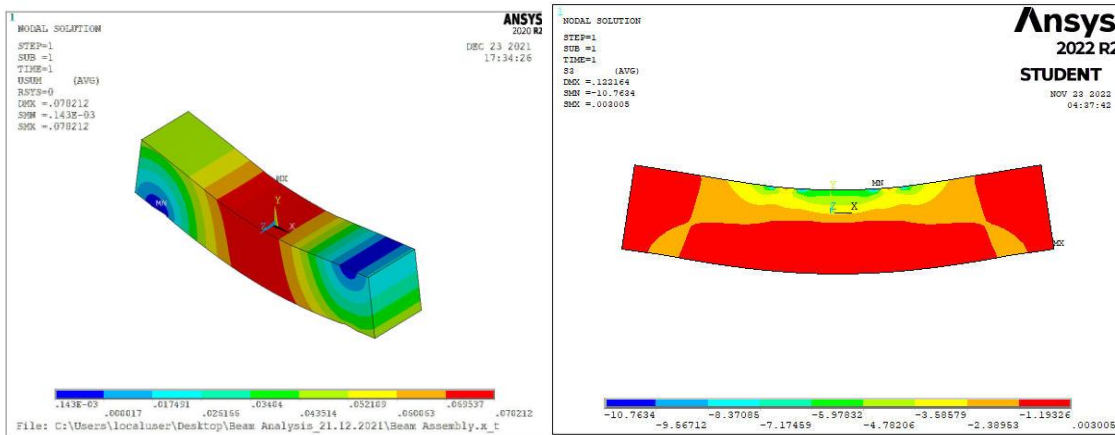 1
NODAL SOLUTION
STEP=1
SUB =1
TIME=1
USUM (AVG)
RSYS=0
DMX =.078212
SMN =.143E-03
SMX =.078212
ANSYS
2020 R2
DEC 23 2021
17:34:26
MX
MN
Y
Z X
.143E-03 .017491 .03484 .052189 .069537
.008817 .026166 .043514 .060863 .078212
File: C:\Users\localuser\Desktop\Beam Analysis_21.12.2021\Beam Assembly.x_t
1
NODAL SOLUTION
STEP=1
SUB =1
TIME=1
S3 (AVG)
DMX =.122164
SMN =-10.7634
SMX =.003005
Ansys
2022 R2
STUDENT
NOV 23 2022
04:37:42
Y
MN
Z X
MX
-10.7634 -8.37085 -5.97832 -3.58579 -1.19326
-9.56712 -7.17459 -4.78206 -2.38953 .003005